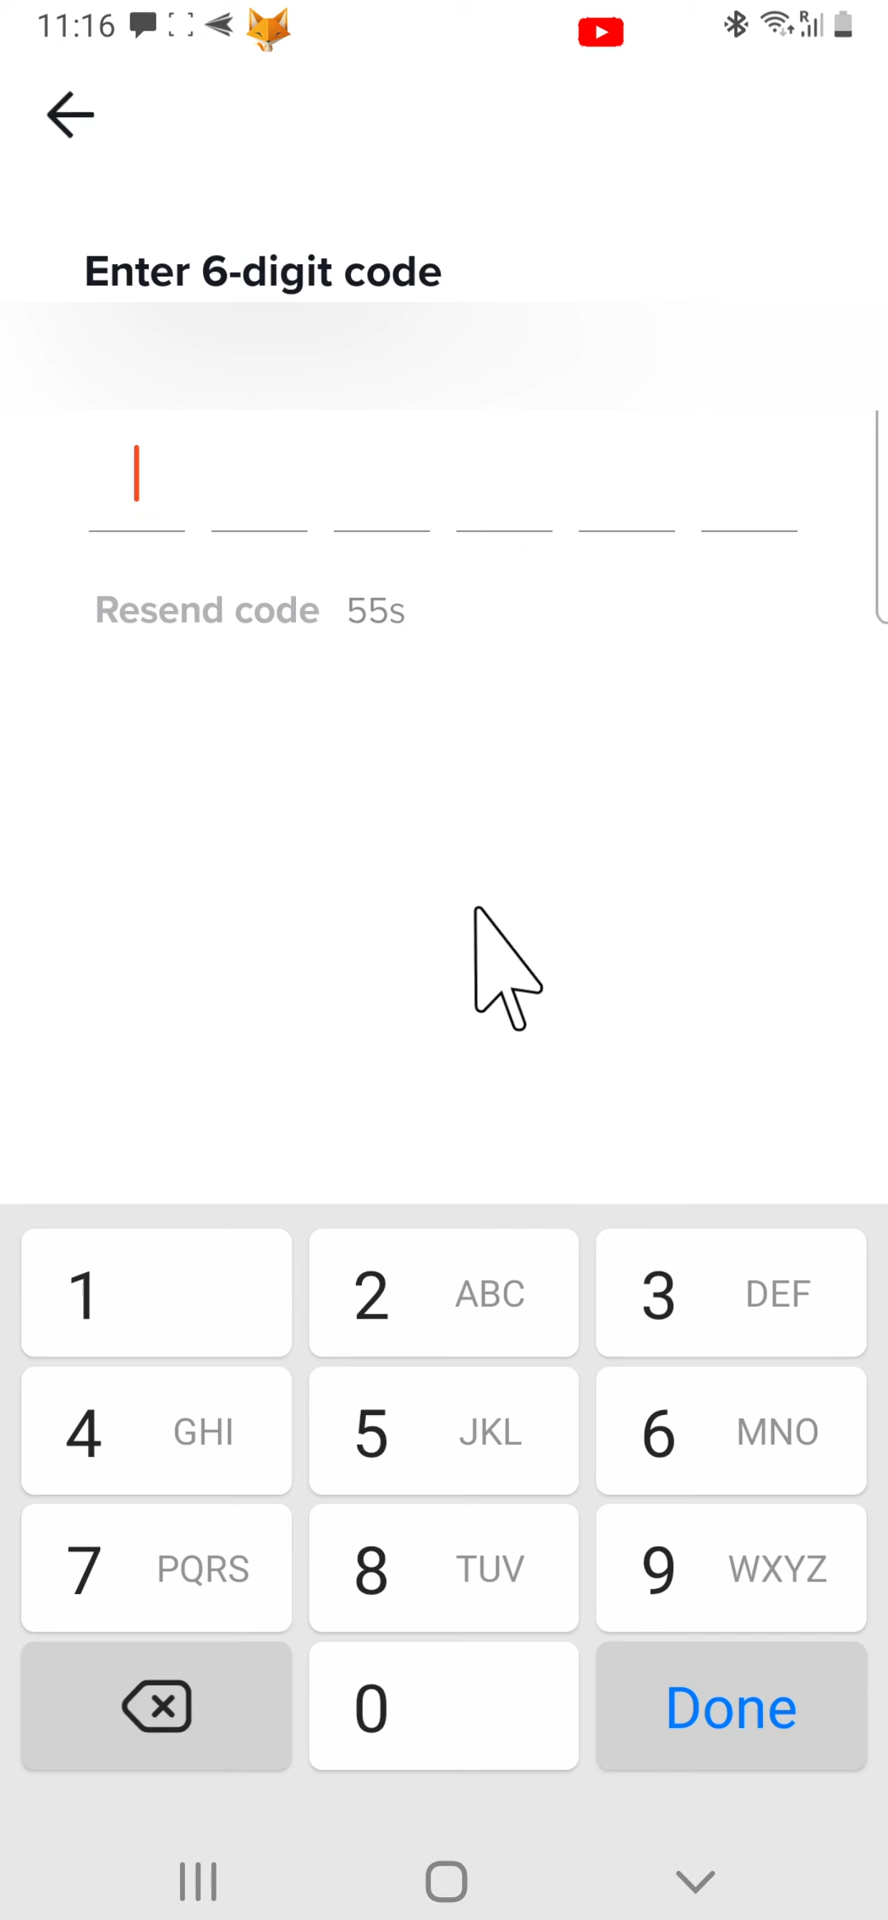 11:16
Enter 6-digit code
Resend code 55s
1
2 ABC
3 DEF
4 GHI
5 JKL
6 MNO
7 PQRS
8 TUV
9 WXYZ
0
Done